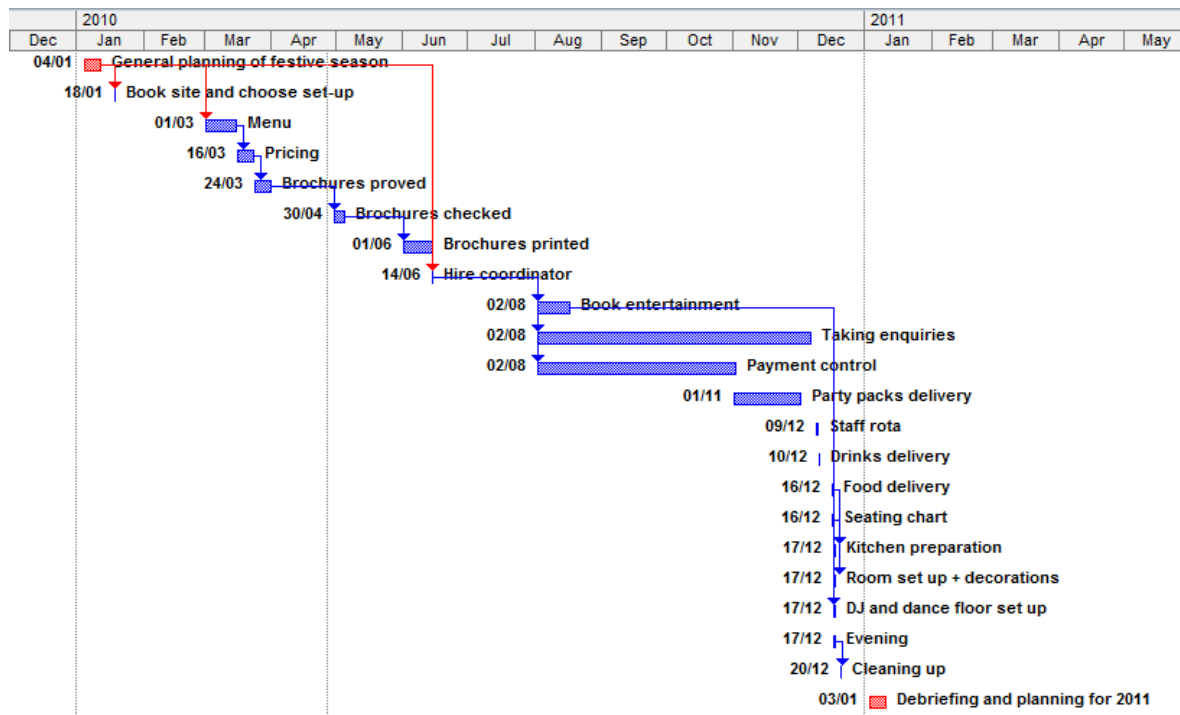 2010 2011
Dec Jan Feb Mar Apr May Jun Jul Aug Sep Oct Nov Dec Jan Feb Mar Apr May
04/01 General planning of festive season
18/01 Book site and choose set-up
01/03 Menu
16/03 Pricing
24/03 Brochures proved
30/04 Brochures checked
01/06 Brochures printed
14/06 Hire coordinator
02/08 Book entertainment
02/08 Taking enquiries
02/08 Payment control
01/11 Party packs delivery
09/12 Staff rota
10/12 Drinks delivery
16/12 Food delivery
16/12 Seating chart
17/12 Kitchen preparation
17/12 Room set up + decorations
17/12 DJ and dance floor set up
17/12 Evening
20/12 Cleaning up
03/01 Debriefing and planning for 2011